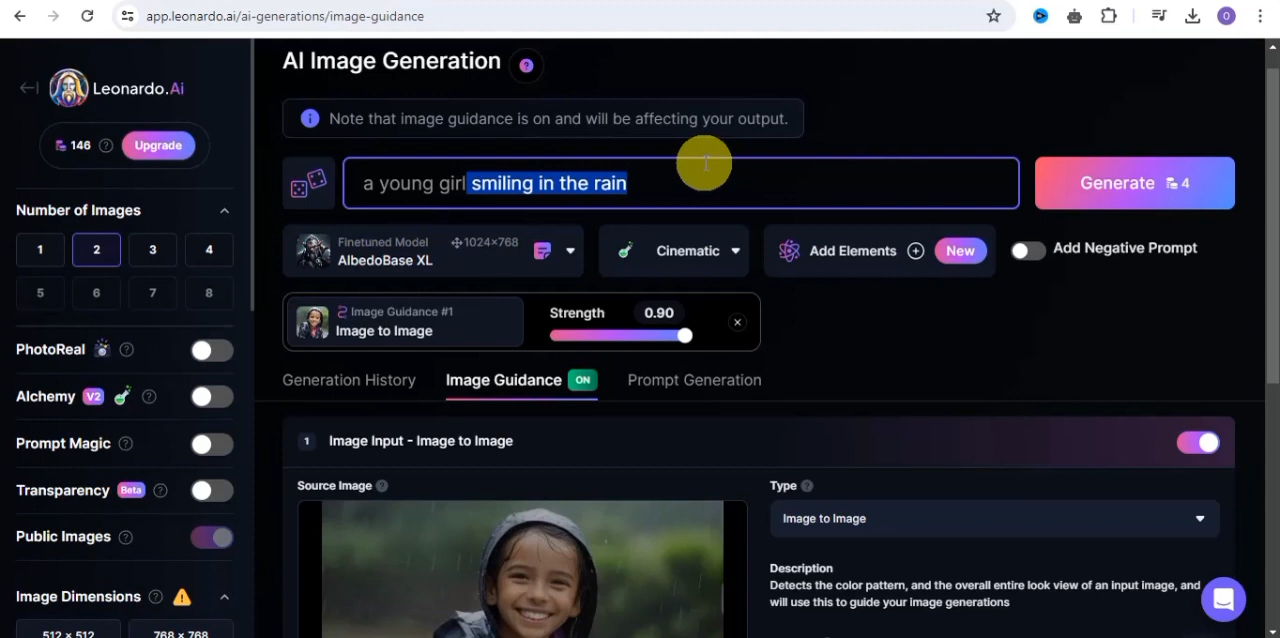 app.leonardo.ai/ai-generations/image-guidance
O
Leonardo.Ai
146 ? Upgrade
Number of Images
1 2 3 4
5 6 7 8
PhotoReal ?
Alchemy V2 ?
Prompt Magic ?
Transparency Beta ?
Public Images ?
Image Dimensions ?
512 × 512 768 × 768
AI Image Generation ?
Note that image guidance is on and will be affecting your output.
a young girl smiling in the rain
Generate 4
Finetuned Model 1024×768
AlbedoBase XL
Cinematic
Add Elements New
Add Negative Prompt
Image Guidance #1
Image to Image
Strength 0.90
Generation History Image Guidance ON Prompt Generation
1 Image Input - Image to Image
Source Image ?
Type ?
Image to Image
Description
Detects the color pattern, and the overall entire look view of an input image, and
will use this to guide your image generations